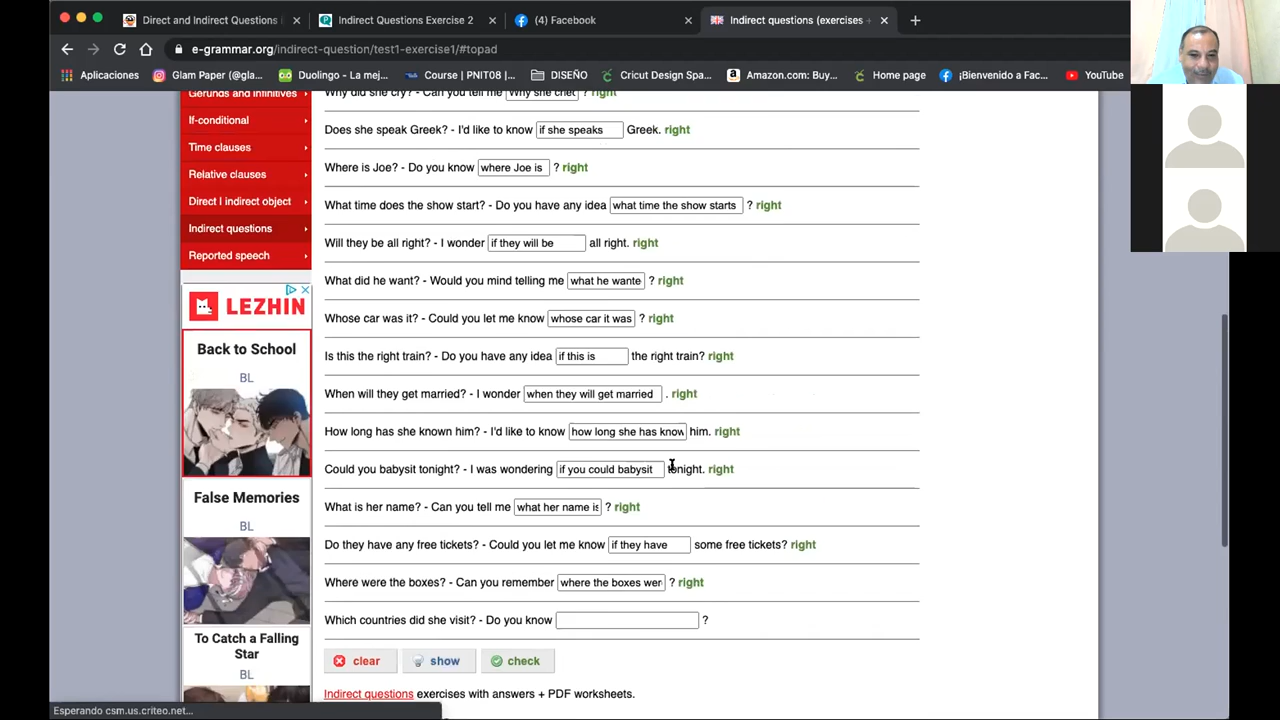 Direct and Indirect Questions
Indirect Questions Exercise 2
(4) Facebook
Indirect questions (exercises +
e-grammar.org/indirect-question/test1-exercise1/#topad
Aplicaciones
Glam Paper (@gla...
Duolingo - La mej...
Course | PNIT08 |...
DISEÑO
Cricut Design Spa...
Amazon.com: Buy...
Home page
¡Bienvenido a Fac...
YouTube
Gerunds and infinitives
If-conditional
Time clauses
Relative clauses
Direct I indirect object
Indirect questions
Reported speech
LEZHIN
Back to School
BL
False Memories
BL
To Catch a Falling
Star
BL
Why did she cry? - Can you tell me Why she cried ? right
Does she speak Greek? - I'd like to know if she speaks Greek. right
Where is Joe? - Do you know where Joe is ? right
What time does the show start? - Do you have any idea what time the show starts ? right
Will they be all right? - I wonder if they will be all right. right
What did he want? - Would you mind telling me what he wante ? right
Whose car was it? - Could you let me know whose car it was ? right
Is this the right train? - Do you have any idea if this is the right train? right
When will they get married? - I wonder when they will get married . right
How long has she known him? - I'd like to know how long she has know him. right
Could you babysit tonight? - I was wondering if you could babysit tonight. right
What is her name? - Can you tell me what her name is ? right
Do they have any free tickets? - Could you let me know if they have some free tickets? right
Where were the boxes? - Can you remember where the boxes wer ? right
Which countries did she visit? - Do you know ?
clear
show
check
Indirect questions exercises with answers + PDF worksheets.
Esperando csm.us.criteo.net...